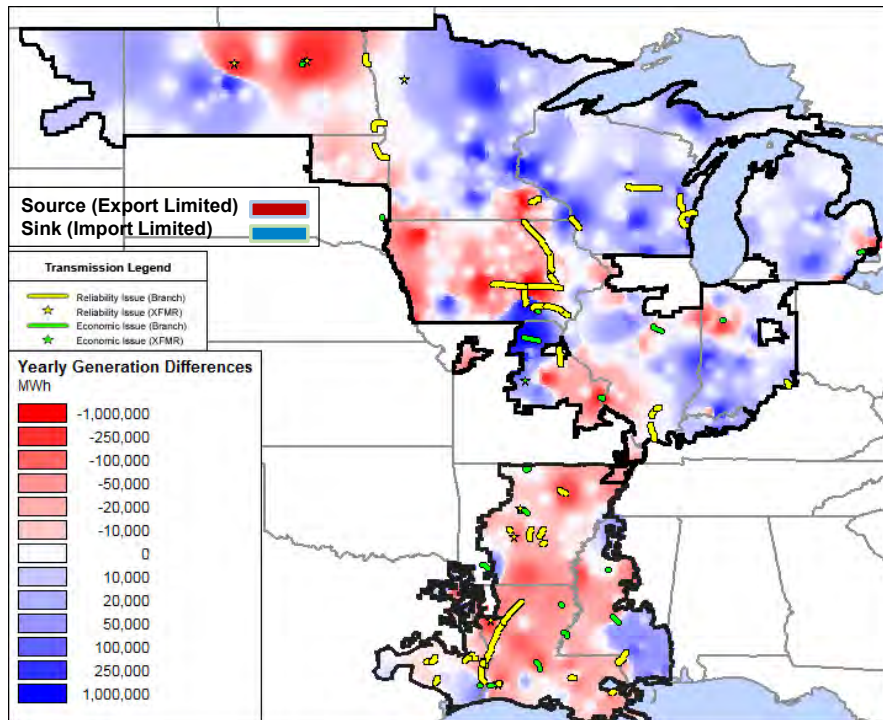 Source (Export Limited)
Sink (Import Limited)
Transmission Legend
Reliability Issue (Branch)
Reliability Issue (XFMR)
Economic Issue (Branch)
Economic Issue (XFMR)
Yearly Generation Differences
MWh
-1,000,000
-250,000
-100,000
-50,000
-20,000
-10,000
0
10,000
20,000
50,000
100,000
250,000
1,000,000